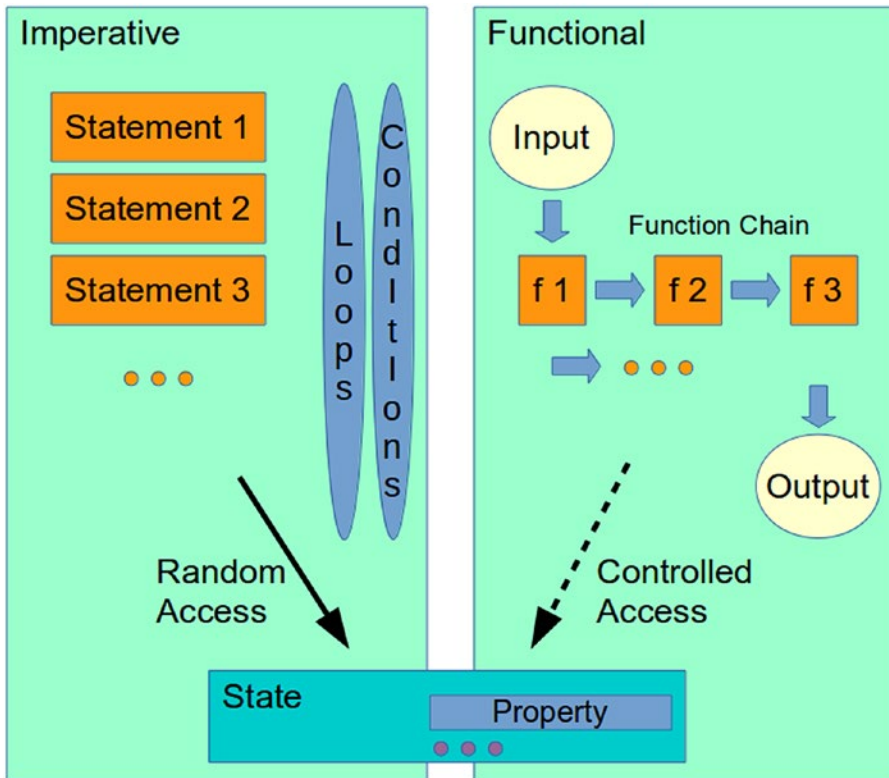 Imperative
Statement 1
Statement 2
Statement 3
Loops
CondItIons
Random
Access
Functional
Input
Function Chain
f 1
f 2
f 3
Output
Controlled
Access
State
Property